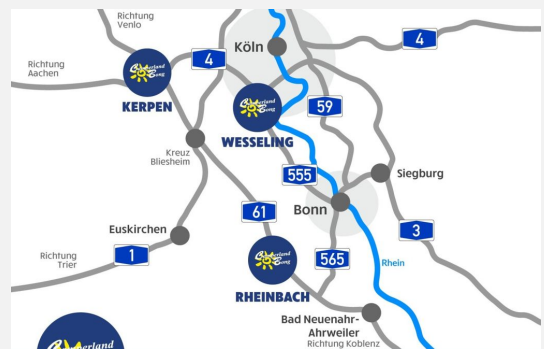 Richtung
Venlo
Köln
4
4
Richtung
Aachen
KERPEN
59
WESSELING
Kreuz
Bliesheim
555
Siegburg
Bonn
61
Euskirchen
3
1
Richtung
Trier
565
Rhein
RHEINBACH
Bad Neuenahr-
Ahrweiler
Richtung Koblenz